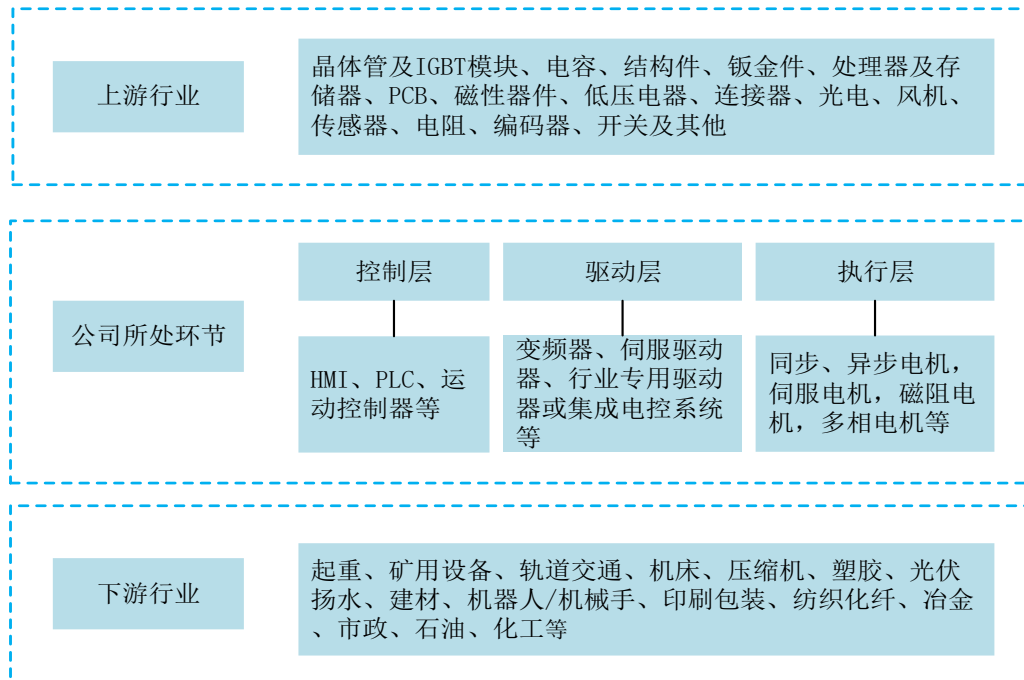 上游行业
晶体管及IGBT模块、电容、结构件、钣金件、处理器及存
储器、PCB、磁性器件、低压电器、连接器、光电、风机、
传感器、电阻、编码器、开关及其他
公司所处环节
控制层
驱动层
执行层
HMI、PLC、运
动控制器等
变频器、伺服驱动
器、行业专用驱动
器或集成电控系统
等
同步、异步电机，
伺服电机，磁阻电
机，多相电机等
下游行业
起重、矿用设备、轨道交通、机床、压缩机、塑胶、光伏
扬水、建材、机器人/机械手、印刷包装、纺织化纤、冶金
、市政、石油、化工等